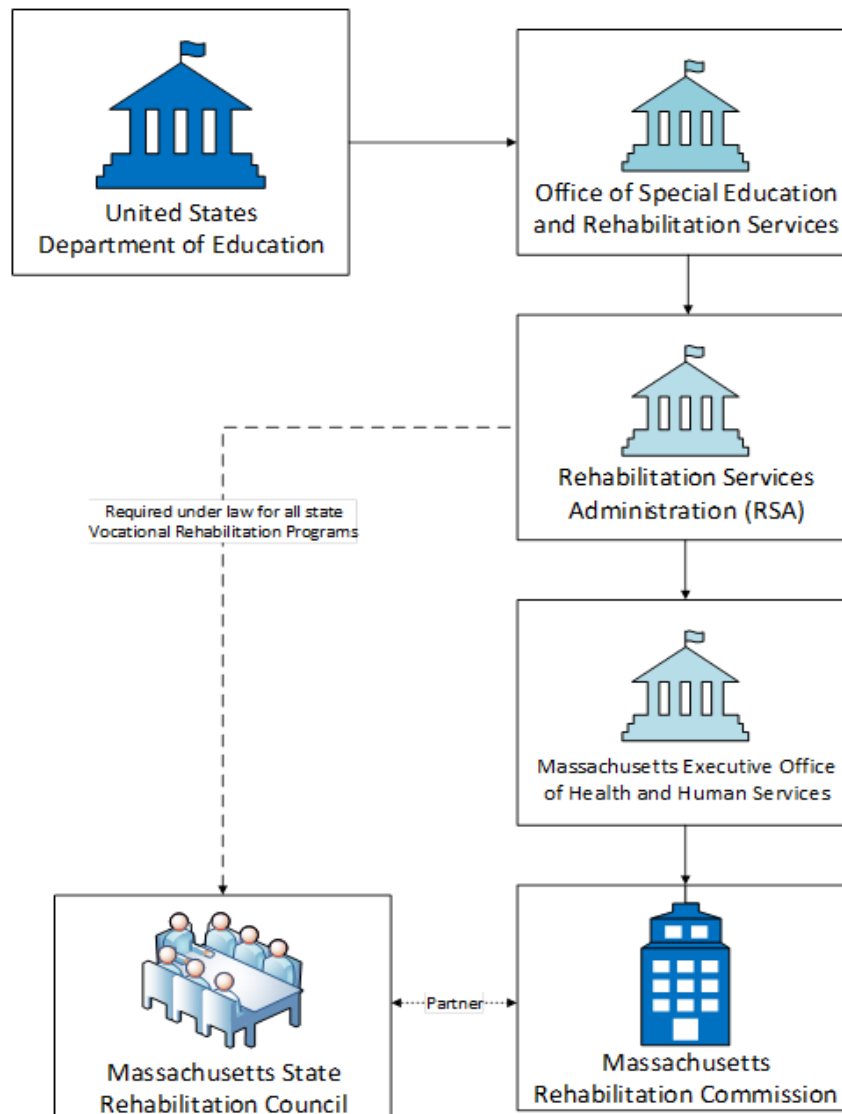 United States
Department of Education
Office of Special Education
and Rehabilitation Services
Rehabilitation Services
Administration (RSA)
Required under law for all state
Vocational Rehabilitation Programs
Massachusetts Executive Office
of Health and Human Services
Partner
Massachusetts State
Rehabilitation Council
Massachusetts
Rehabilitation Commission